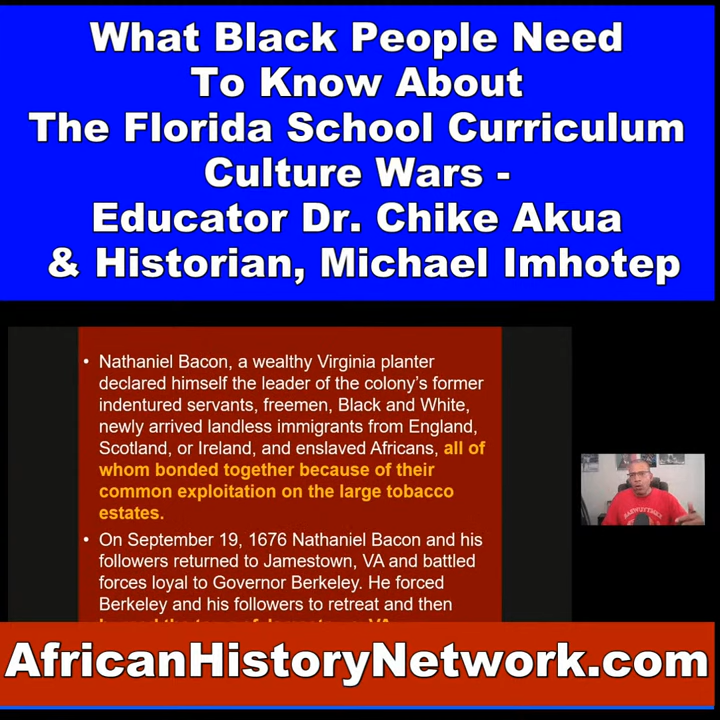 What Black People Need
To Know About
The Florida School Curriculum
Culture Wars -
Educator Dr. Chike Akua
& Historian, Michael Imhotep
• Nathaniel Bacon, a wealthy Virginia planter
declared himself the leader of the colony's former
indentured servants, freemen, Black and White,
newly arrived landless immigrants from England,
Scotland, or Ireland, and enslaved Africans, all of
whom bonded together because of their
common exploitation on the large tobacco
estates.
• On September 19, 1676 Nathaniel Bacon and his
followers returned to Jamestown, VA and battled
forces loyal to Governor Berkeley. He forced
Berkeley and his followers to retreat and then
AfricanHistoryNetwork.com